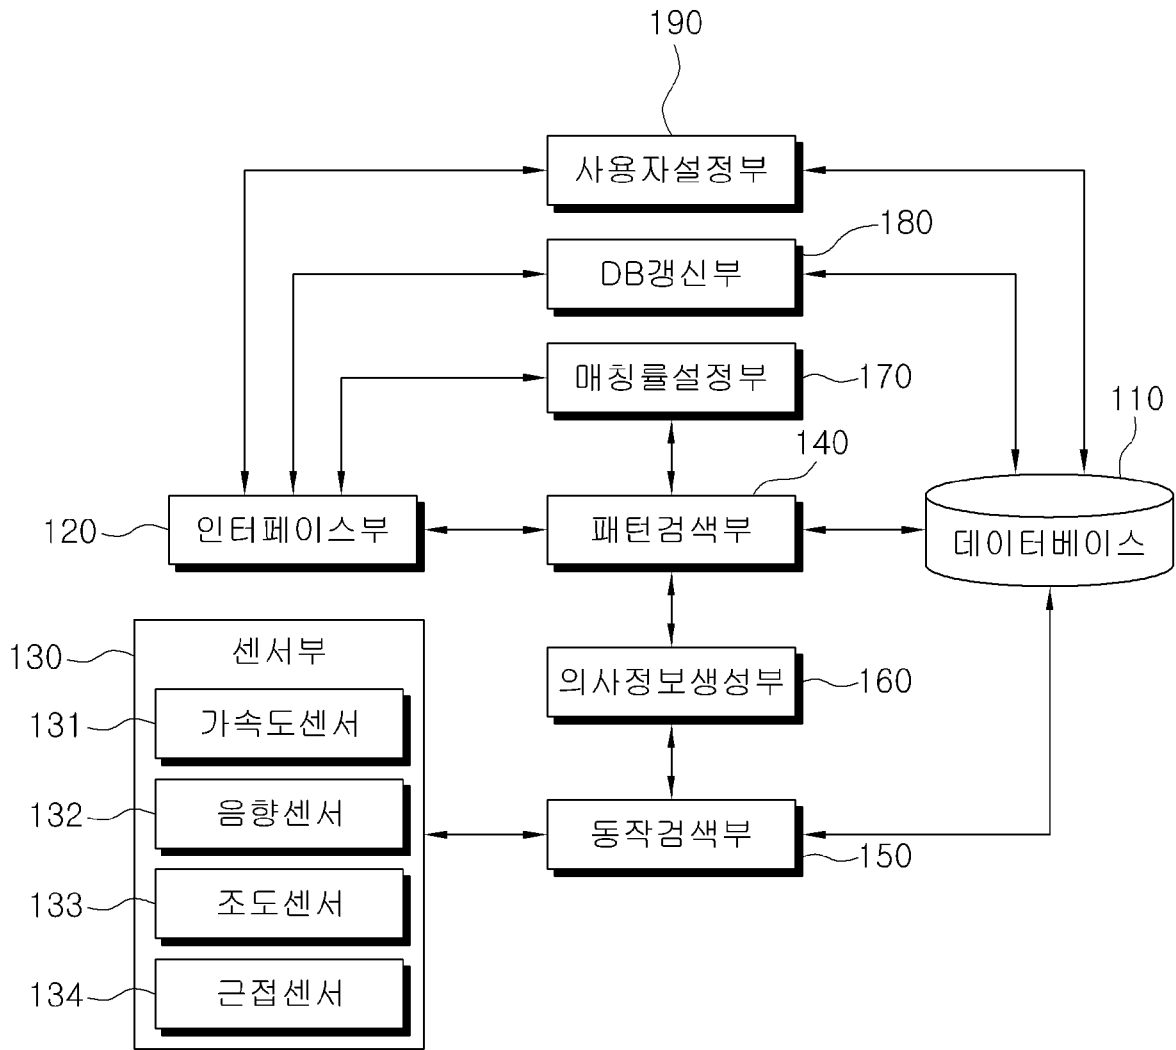 190
사용자설정부
180
DB갱신부
매칭률설정부
170
110
140
120
인터페이스부
패턴검색부
데이터베이스
130
센서부
의사정보생성부
160
131
가속도센서
132
음향센서
동작검색부
150
133
조도센서
134
근접센서